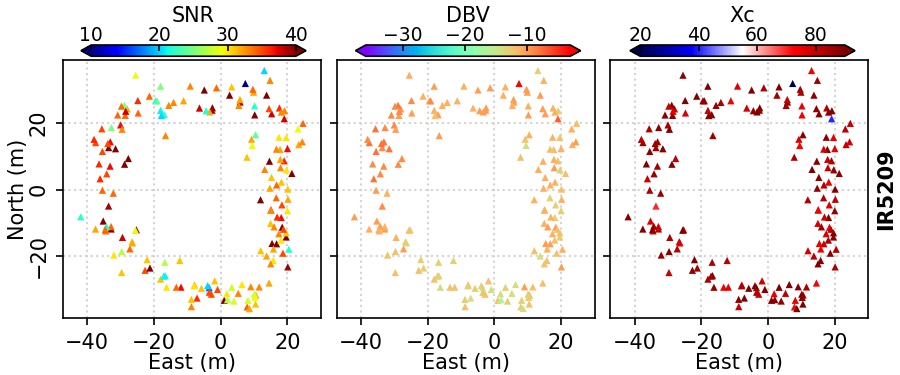 SNR DBV Xc
10 20 30 40 −30 −20 −10 20 40 60 80
20
0
−20
North (m)
IR5209
−40 −20 0 20 −40 −20 0 20 −40 −20 0 20
East (m) East (m) East (m)